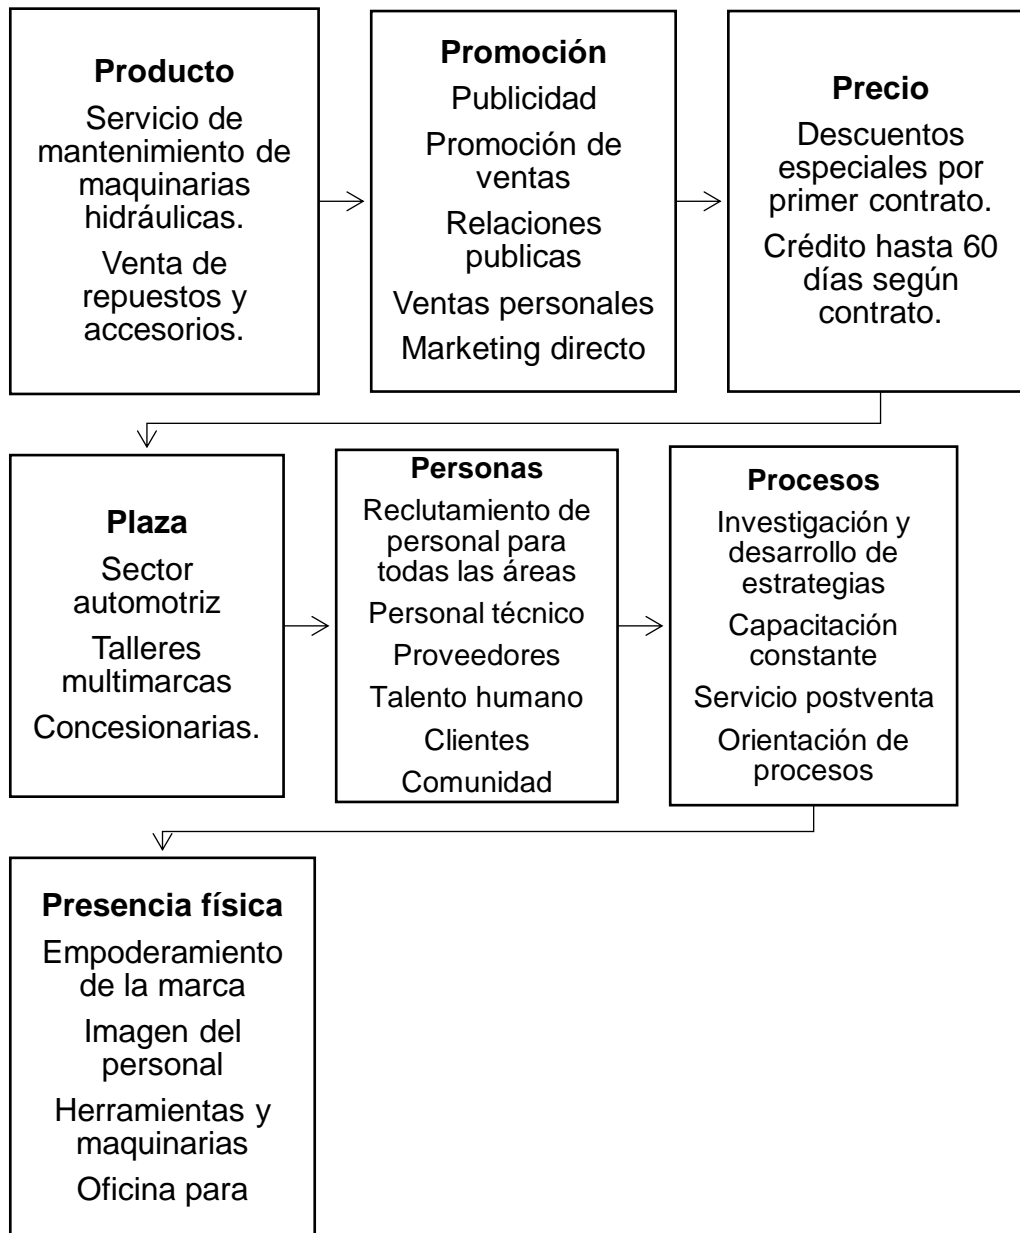 Producto
Servicio de
mantenimiento de
maquinarias
hidráulicas.
Venta de
repuestos y
accesorios.
Promoción
Publicidad
Promoción de
ventas
Relaciones
publicas
Ventas personales
Marketing directo
Precio
Descuentos
especiales por
primer contrato.
Crédito hasta 60
días según
contrato.
Plaza
Sector
automotriz
Talleres
multimarcas
Concesionarias.
Personas
Reclutamiento de
personal para
todas las áreas
Personal técnico
Proveedores
Talento humano
Clientes
Comunidad
Procesos
Investigación y
desarrollo de
estrategias
Capacitación
constante
Servicio postventa
Orientación de
procesos
Presencia física
Empoderamiento
de la marca
Imagen del
personal
Herramientas y
maquinarias
Oficina para